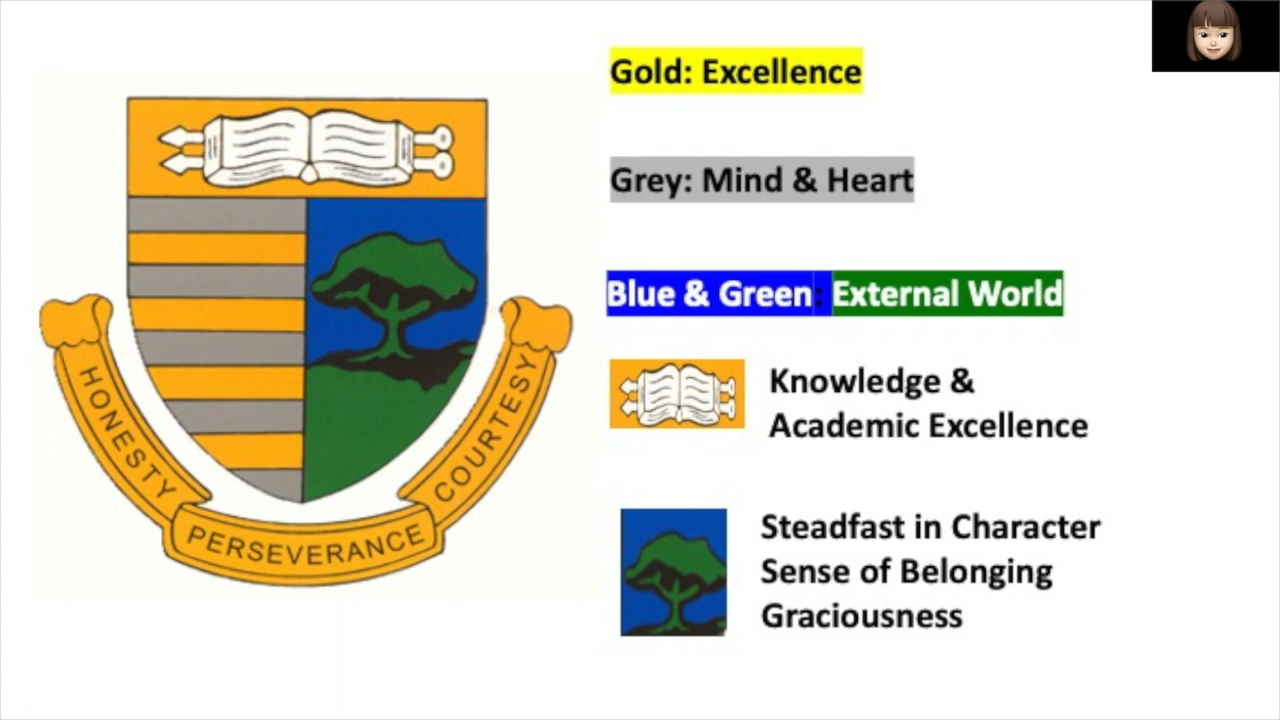 Gold: Excellence
Grey: Mind & Heart
Blue & Green: External World
Knowledge &
Academic Excellence
Steadfast in Character
Sense of Belonging
Graciousness
HONESTY
PERSEVERANCE
COURTESY